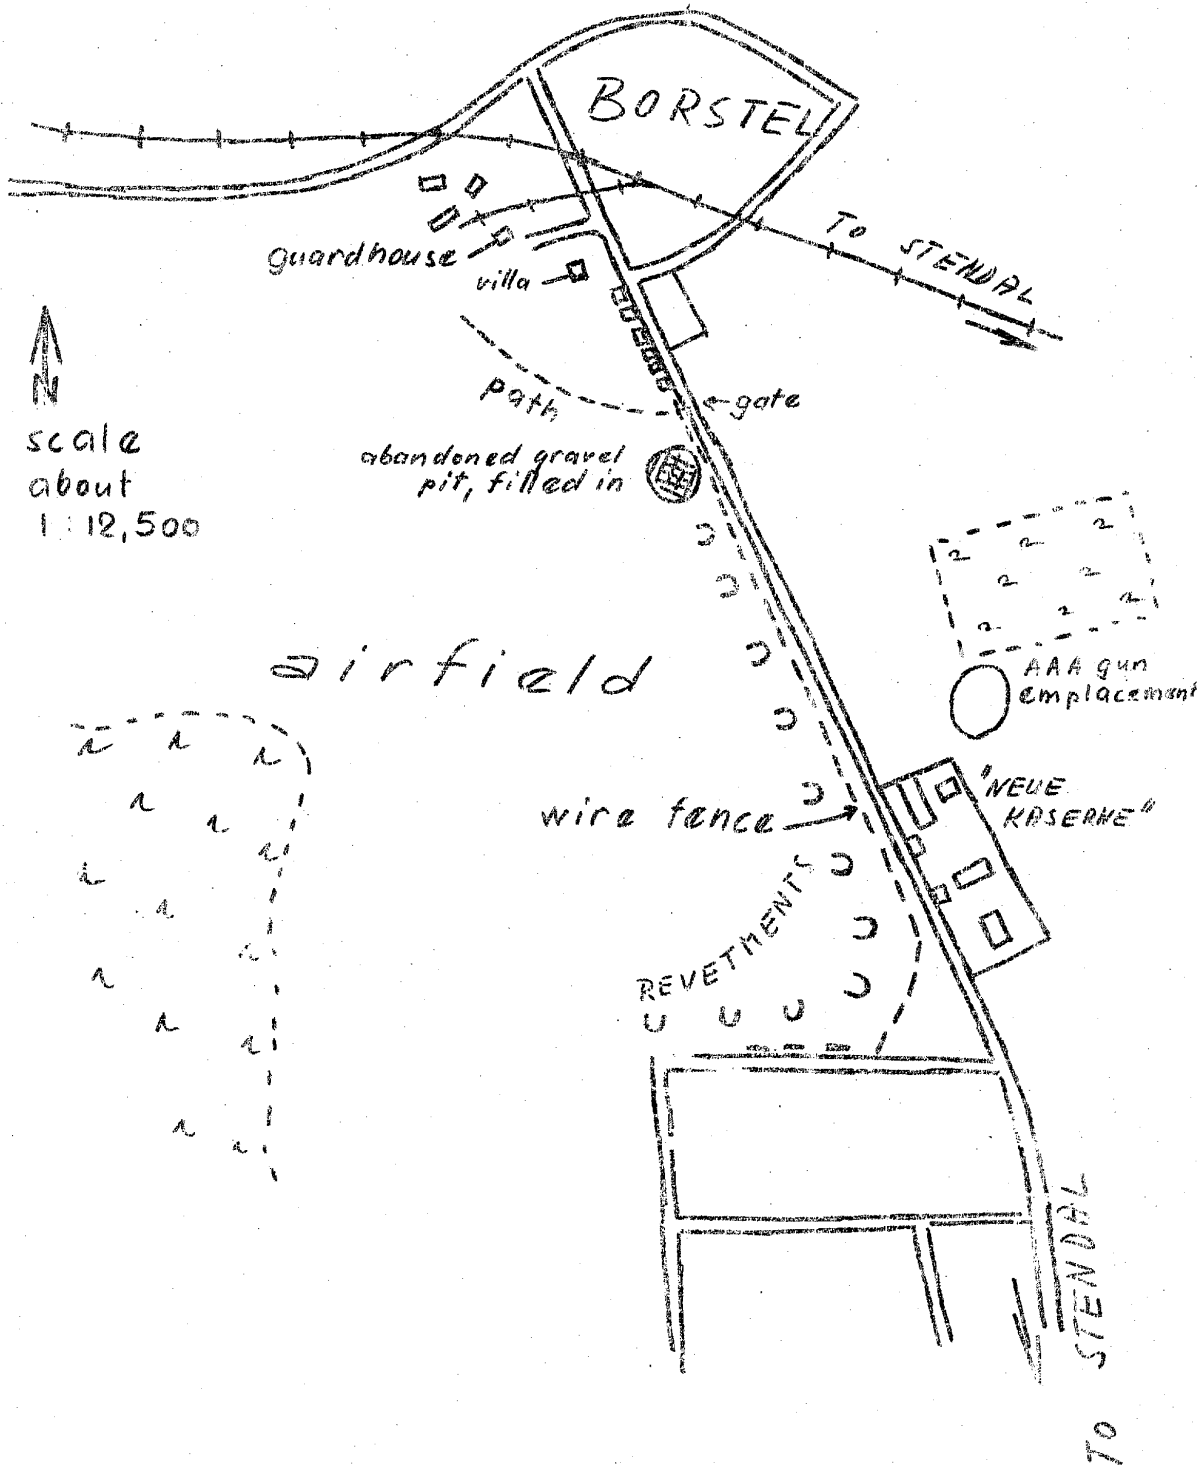 BORSTEL
To STENDAL
guardhouse
villa
N
path
gate
scale
about
1:12,500
abandoned gravel
pit, filled in
airfield
AAA gun
emplacement
"NEUE
KASERNE"
wire fence
REVETMENTS
To STENDAL